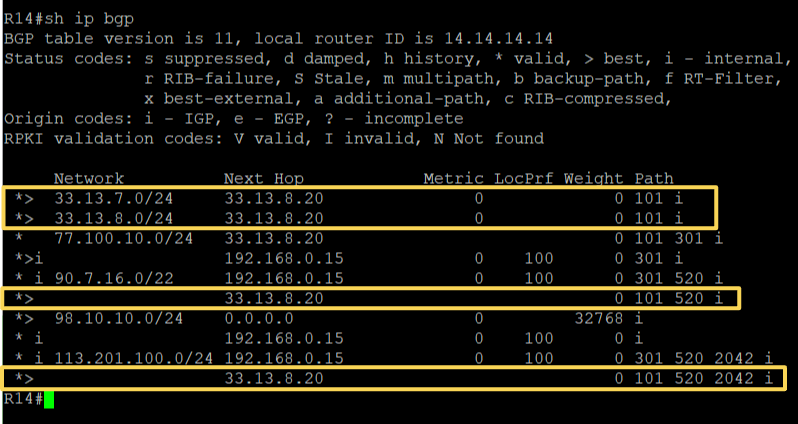 R14#sh ip bgp
BGP table version is 11, local router ID is 14.14.14.14
Status codes: s suppressed, d damped, h history, * valid, > best, i - internal,
              r RIB-failure, S Stale, m multipath, b backup-path, f RT-Filter,
              x best-external, a additional-path, c RIB-compressed,
Origin codes: i - IGP, e - EGP, ? - incomplete
RPKI validation codes: V valid, I invalid, N Not found

     Network          Next Hop            Metric LocPrf Weight Path
 *>  33.13.7.0/24     33.13.8.20               0             0 101 i
 *>  33.13.8.0/24     33.13.8.20               0             0 101 i
 *   77.100.10.0/24   33.13.8.20                             0 101 301 i
 *>i                  192.168.0.15             0    100      0 301 i
 * i 90.7.16.0/22     192.168.0.15             0    100      0 301 520 i
 *>                   33.13.8.20                             0 101 520 i
 *>  98.10.10.0/24    0.0.0.0                  0         32768 i
 * i                  192.168.0.15             0    100      0 i
 * i 113.201.100.0/24 192.168.0.15             0    100      0 301 520 2042 i
 *>                   33.13.8.20                             0 101 520 2042 i
R14#